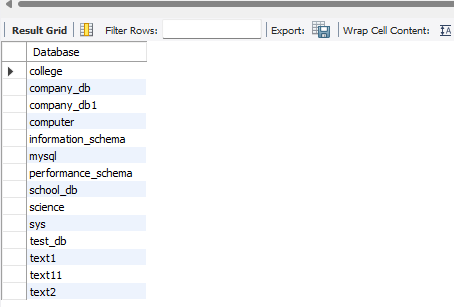 Result Grid Filter Rows: Export: Wrap Cell Content:
Database
college
company_db
company_db1
computer
information_schema
mysql
performance_schema
school_db
science
sys
test_db
text1
text11
text2